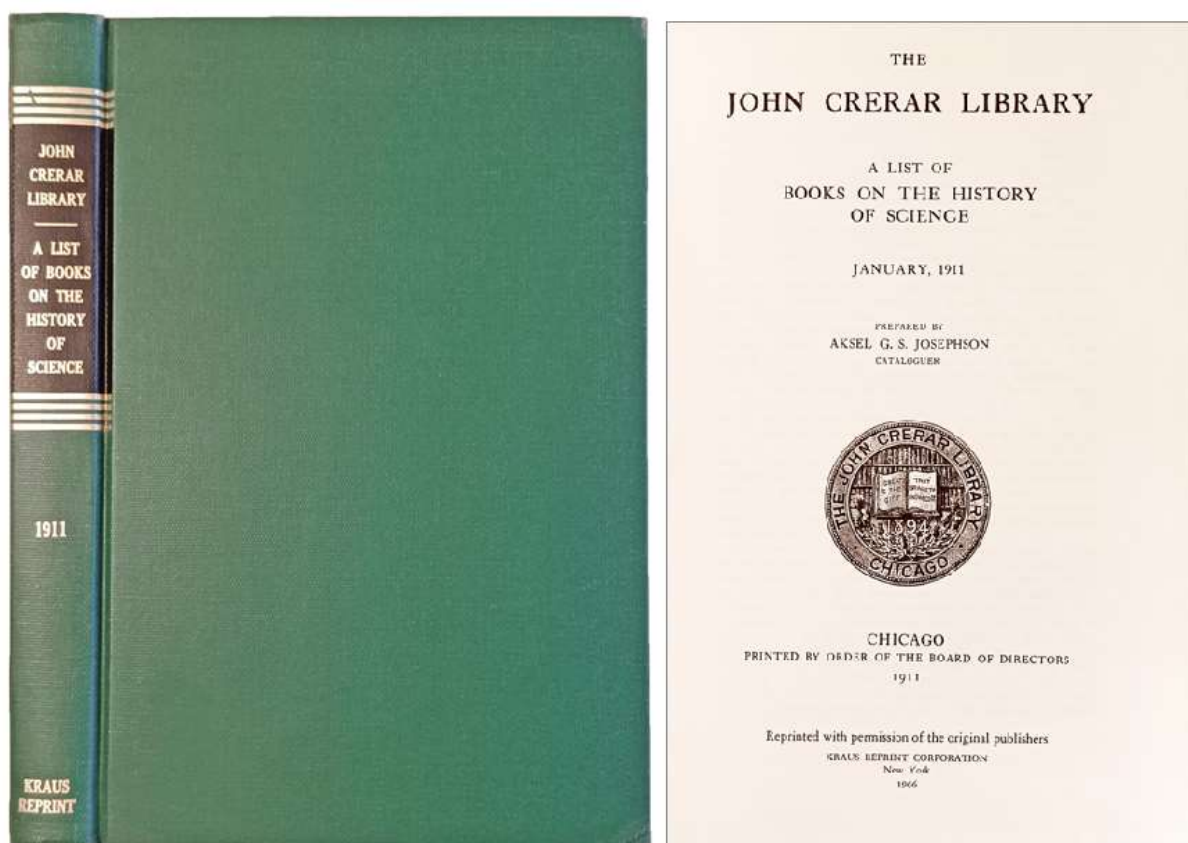 JOHN
CRERAR
LIBRARY
A LIST
OF BOOKS
ON THE
HISTORY
OF
SCIENCE
1911
KRAUS
REPRINT
THE
JOHN CRERAR LIBRARY
A LIST OF
BOOKS ON THE HISTORY
OF SCIENCE
JANUARY, 1911
PREPARED BY
AKSEL G. S. JOSEPHSON
CATALOGUER
THE JOHN CRERAR LIBRARY
1894
CHICAGO
CHICAGO
PRINTED BY ORDER OF THE BOARD OF DIRECTORS
1911
Reprinted with permission of the original publishers
KRAUS REPRINT CORPORATION
New York
1966